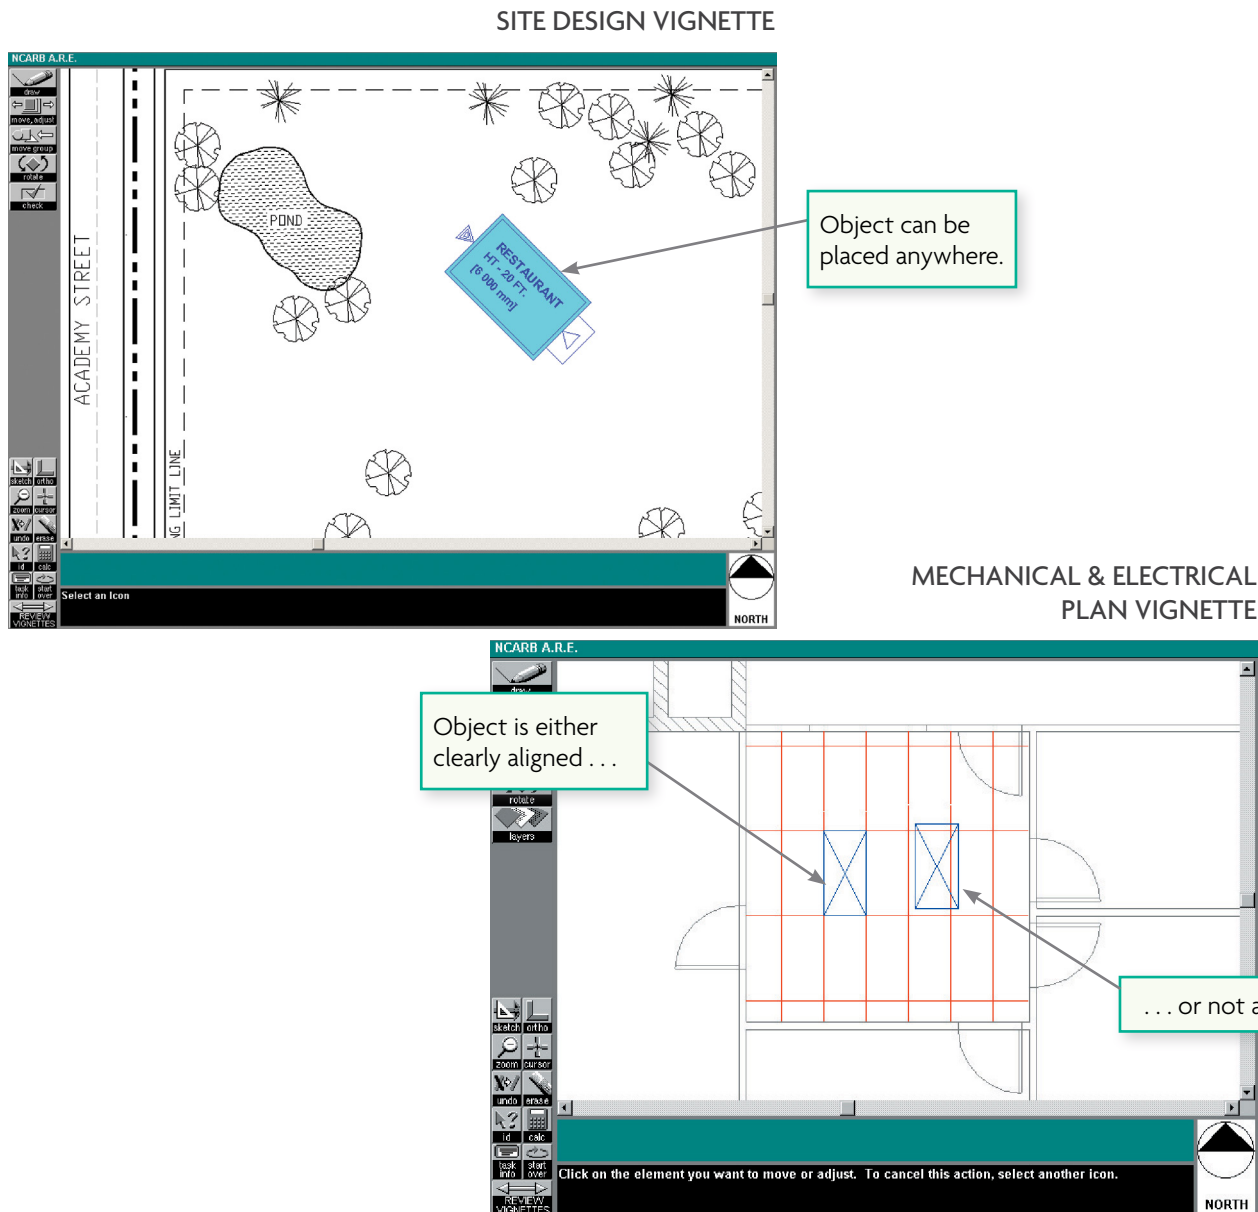 SITE DESIGN VIGNETTE
NCARB A.R.E.
draw
move, adjust
move group
rotate
check
ACADEMY STREET
POND
RESTAURANT
HT - 20 FT.
[6 000 mm]
Object can be
placed anywhere.
NG LIMIT LINE
sketch ortho
zoom cursor
undo erase
id calc
task info start over
REVIEW
VIGNETTES
Select an Icon
NORTH
MECHANICAL & ELECTRICAL
PLAN VIGNETTE
NCARB A.R.E.
draw
Object is either
clearly aligned . . .
rotate
layers
. . . or not a
sketch ortho
zoom cursor
undo erase
id calc
task info start over
REVIEW
VIGNETTES
Click on the element you want to move or adjust. To cancel this action, select another icon.
NORTH